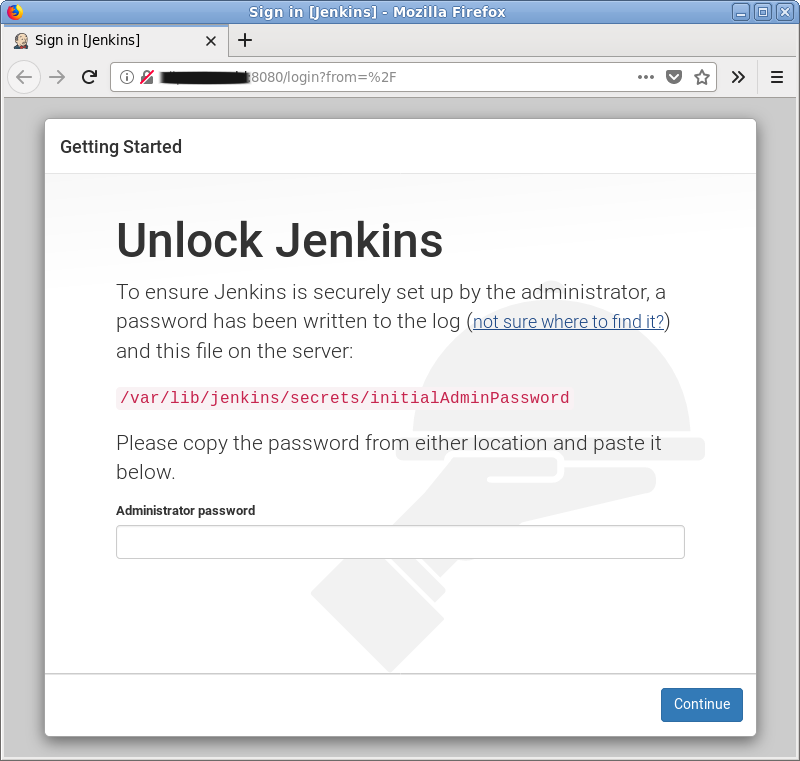 Sign in [Jenkins] - Mozilla Firefox
Sign in [Jenkins]
8080/login?from=%2F
Getting Started
Unlock Jenkins
To ensure Jenkins is securely set up by the administrator, a
password has been written to the log (not sure where to find it?)
and this file on the server:
/var/lib/jenkins/secrets/initialAdminPassword
Please copy the password from either location and paste it
below.
Administrator password
Continue